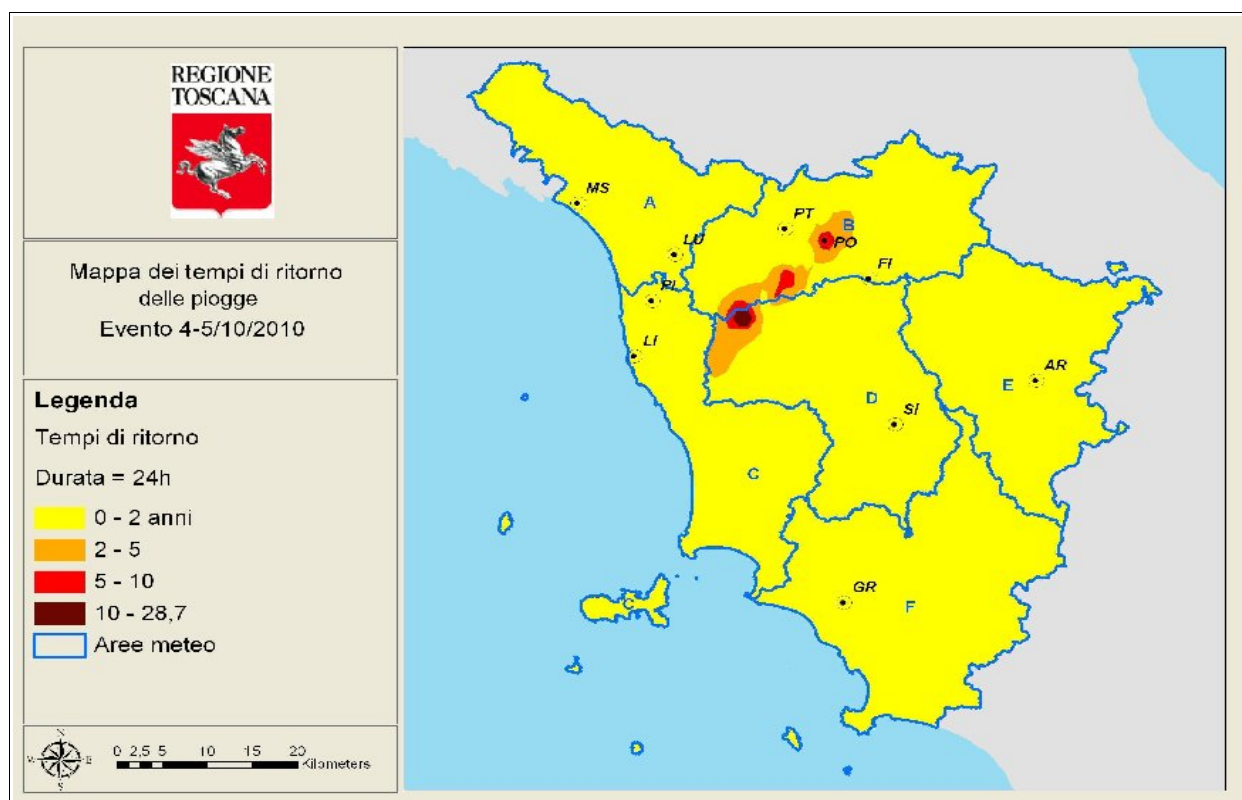 REGIONE
TOSCANA
Mappa dei tempi di ritorno
delle piogge
Evento 4-5/10/2010
Legenda
Tempi di ritorno
Durata = 24h
0 - 2 anni
2 - 5
5 - 10
10 - 28,7
Aree meteo
N
W
E
S
0 2,5 5 10 15 20
Kilometers
MS
A
LU
PT
B
PO
FI
PI
LI
AR
E
D
SI
C
C
GR
F